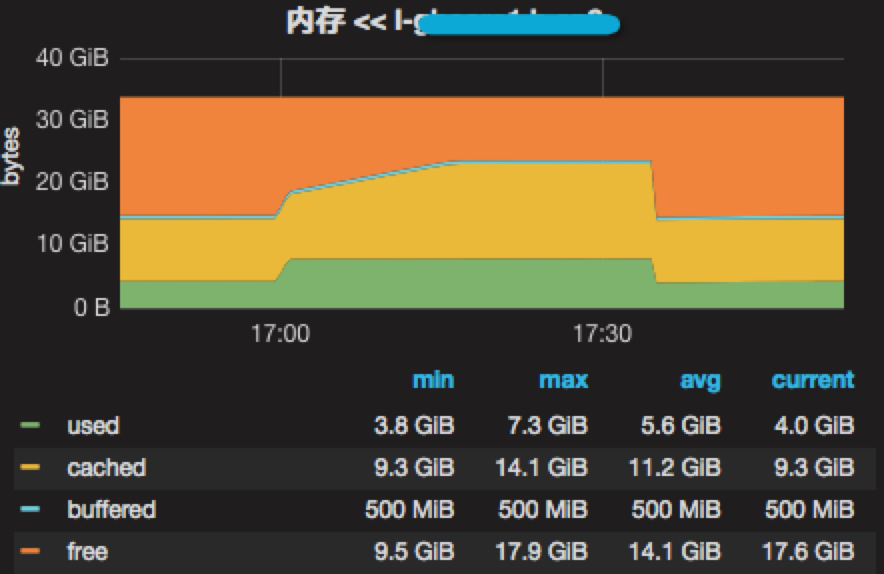 内存 << l-g
40 GiB
30 GiB
20 GiB
10 GiB
0 B
bytes
17:00 17:30
min max avg current
used 3.8 GiB 7.3 GiB 5.6 GiB 4.0 GiB
cached 9.3 GiB 14.1 GiB 11.2 GiB 9.3 GiB
buffered 500 MiB 500 MiB 500 MiB 500 MiB
free 9.5 GiB 17.9 GiB 14.1 GiB 17.6 GiB